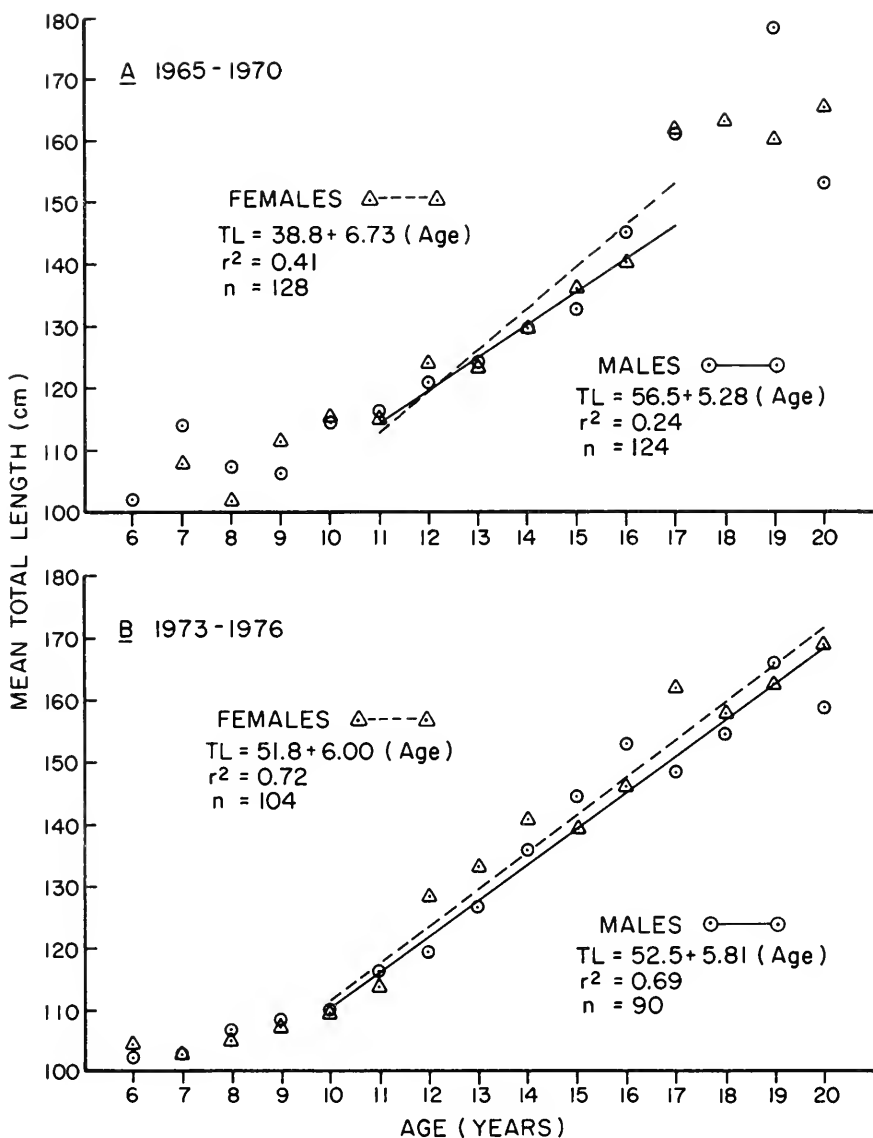 MEAN TOTAL LENGTH (cm)
180
170
160
150
140
130
120
110
100
A 1965-1970
FEMALES
TL = 38.8 + 6.73 (Age)
r² = 0.41
n = 128
MALES
TL = 56.5 + 5.28 (Age)
r² = 0.24
n = 124
6 7 8 9 10 11 12 13 14 15 16 17 18 19 20
180
170
160
150
140
130
120
110
100
B 1973-1976
FEMALES
TL = 51.8 + 6.00 (Age)
r² = 0.72
n = 104
MALES
TL = 52.5 + 5.81 (Age)
r² = 0.69
n = 90
6 7 8 9 10 11 12 13 14 15 16 17 18 19 20
AGE (YEARS)